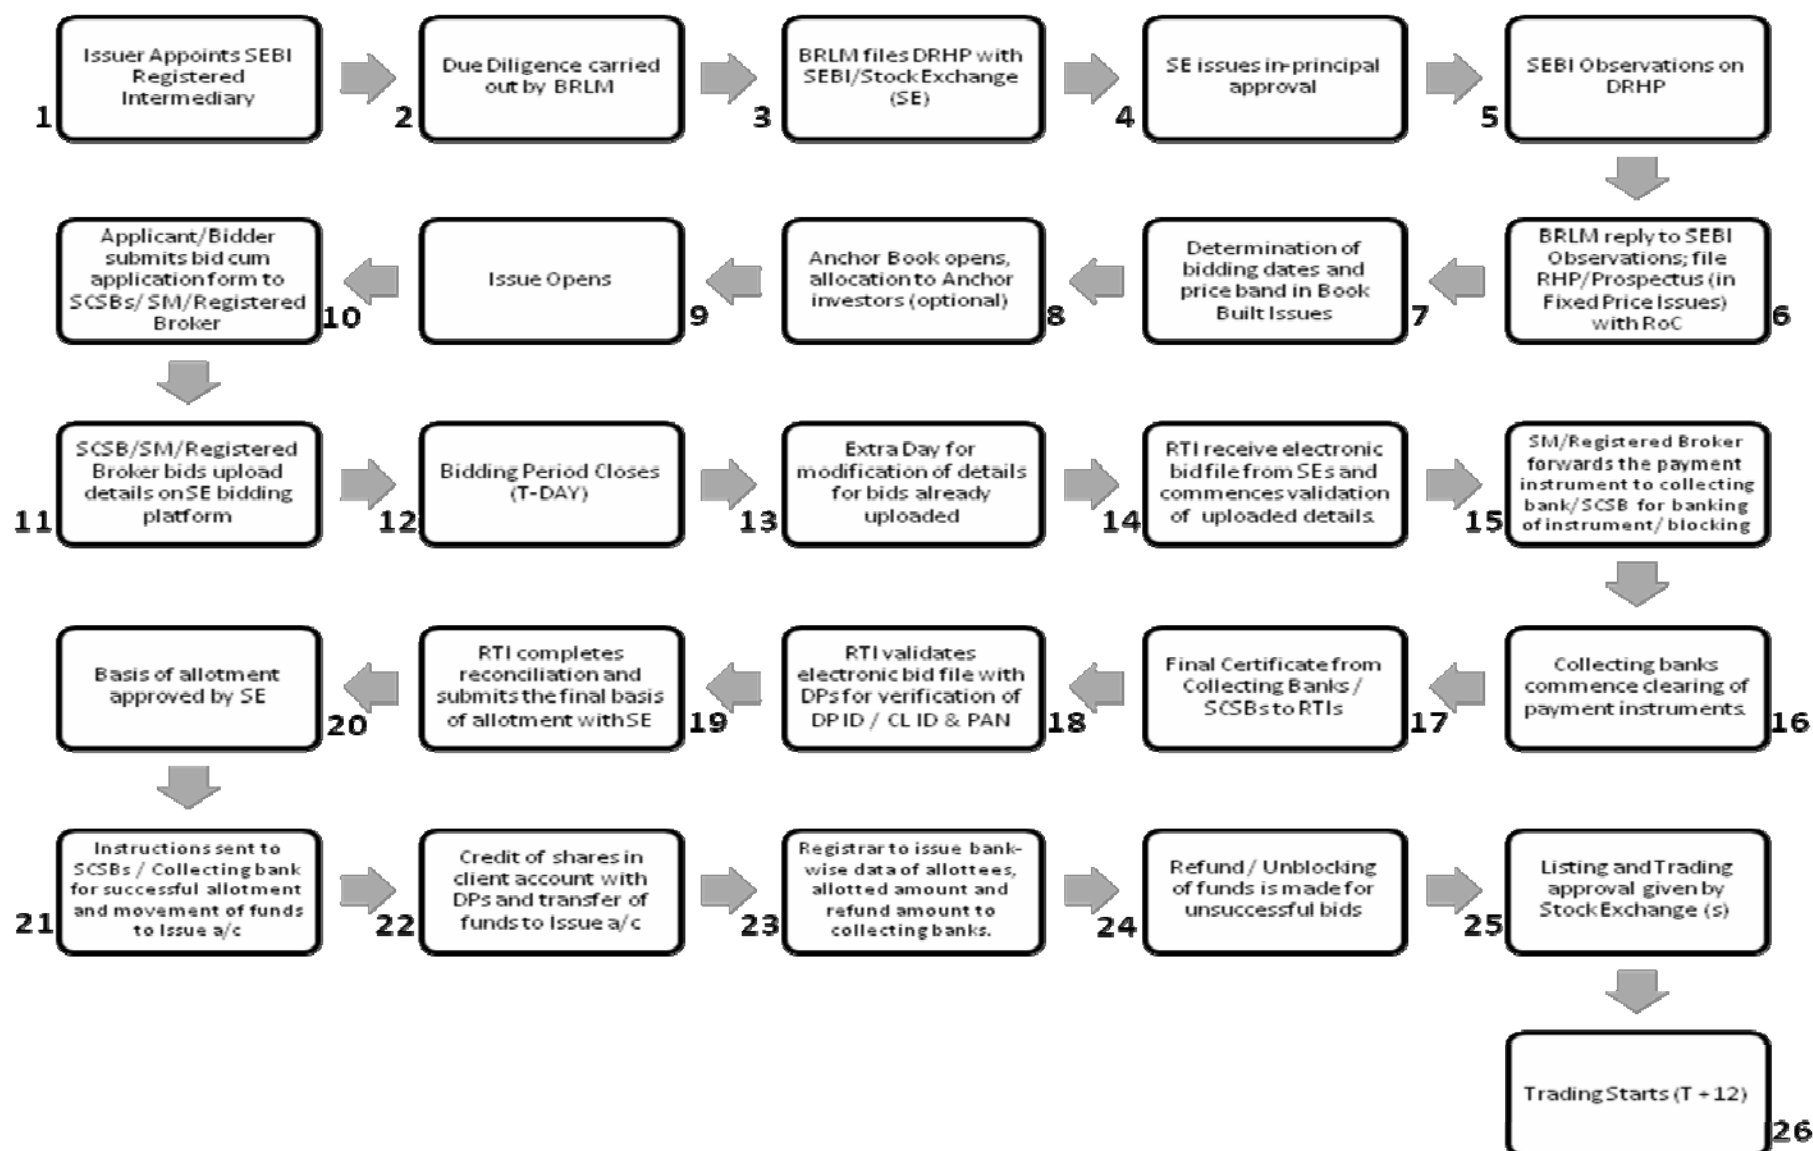 Issuer Appoints SEBI
Registered
Intermediary
1
Due Diligence carried
out by BRLM
2
BRLM files DRHP with
SEBI/Stock Exchange
(SE)
3
SE issues in-principal
approval
4
SEBI Observations on
DRHP
5
BRLM reply to SEBI
Observations; file
RHP/Prospectus (in
Fixed Price Issues)
with RoC
6
Determination of
bidding dates and
price band in Book
Built Issues
7
Anchor Book opens,
allocation to Anchor
investors (optional)
8
Issue Opens
9
Applicant/Bidder
submits bid cum
application form to
SCSBs/ SM/Registered
Broker
10
SCSB/SM/Registered
Broker bids upload
details on SE bidding
platform
11
Bidding Period Closes
(T-DAY)
12
Extra Day for
modification of details
for bids already
uploaded
13
RTI receive electronic
bid file from SEs and
commences validation
of uploaded details.
14
SM/Registered Broker
forwards the payment
instrument to collecting
bank/SCSB for banking
of instrument/ blocking
15
Collecting banks
commence clearing of
payment instruments.
16
Final Certificate from
Collecting Banks /
SCSBs to RTIs
17
RTI validates
electronic bid file with
DPs for verification of
DP ID / CL ID & PAN
18
RTI completes
reconciliation and
submits the final basis
of allotment with SE
19
Basis of allotment
approved by SE
20
Instructions sent to
SCSBs / Collecting bank
for successful allotment
and movement of funds
to Issue a/c
21
Credit of shares in
client account with
DPs and transfer of
funds to Issue a/c
22
Registrar to issue bank-
wise data of allottees,
allotted amount and
refund amount to
collecting banks.
23
Refund / Unblocking
of funds is made for
unsuccessful bids
24
Listing and Trading
approval given by
Stock Exchange (s)
25
Trading Starts (T + 12)
26